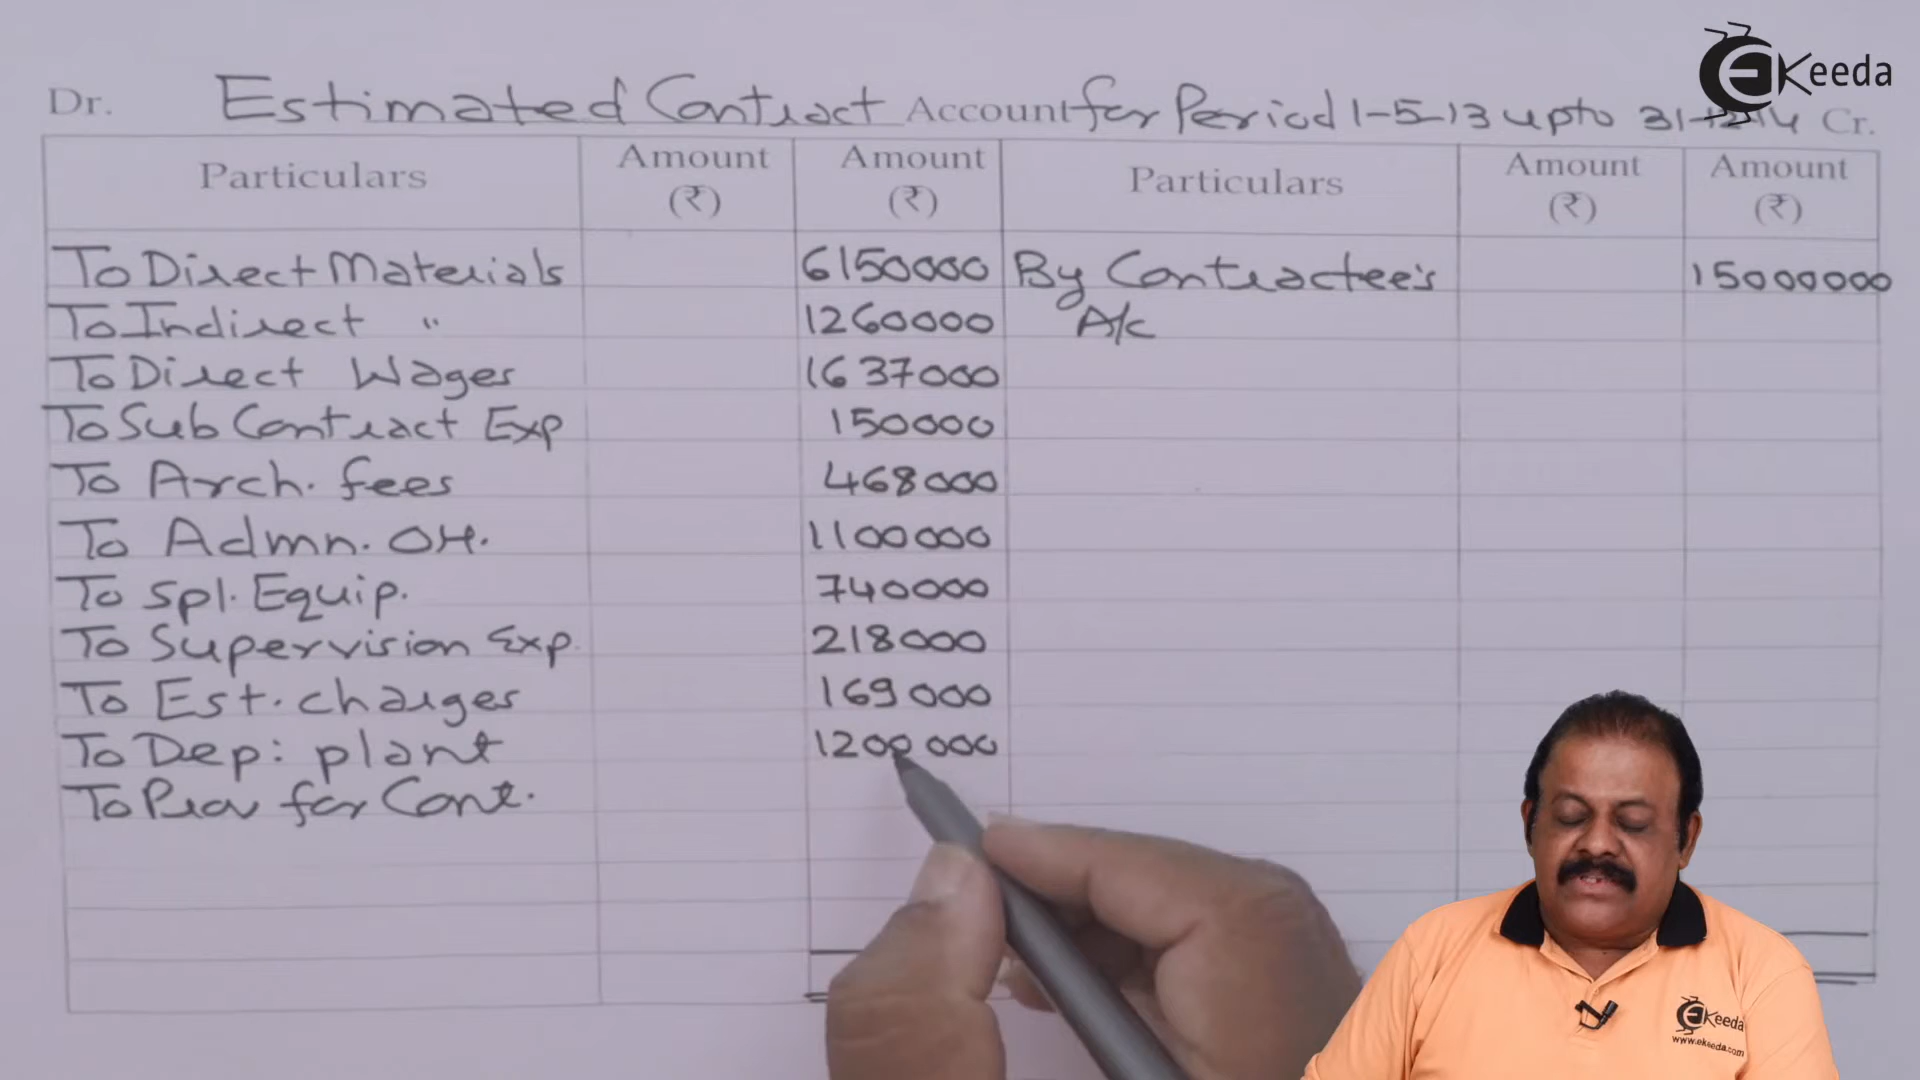 EKeeda
Dr. Estimated Contract Account for Period 1-5-13 upto 31-12-14 Cr.
Particulars Amount (₹) Amount (₹) Particulars Amount (₹) Amount (₹)
To Direct Materials 6150000 By Contractee's 15000000
To Indirect " 1260000 A/c
To Direct Wages 1637000
To Sub Contract Exp 150000
To Arch. fees 468000
To Admn. OH. 1100000
To Spl. Equip. 740000
To Supervision Exp. 218000
To Est. charges 169000
To Dep: plant 1200000
To Prov for Cont.
EKeeda
www.ekeeda.com